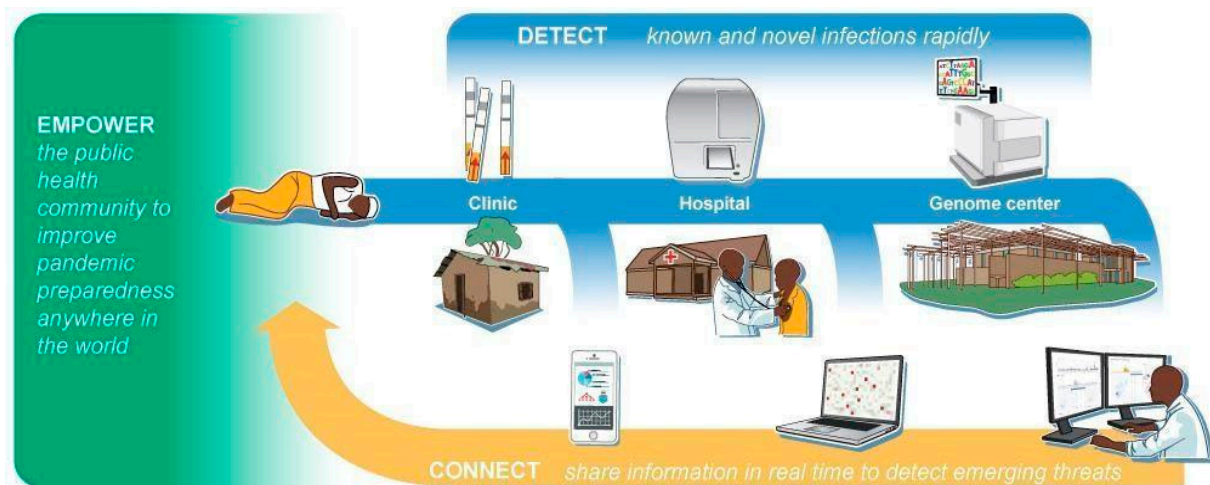 DETECT known and novel infections rapidly
EMPOWER
the public
health
community to
improve
pandemic
preparedness
anywhere in
the world
Clinic
Hospital
Genome center
CONNECT share information in real time to detect emerging threats